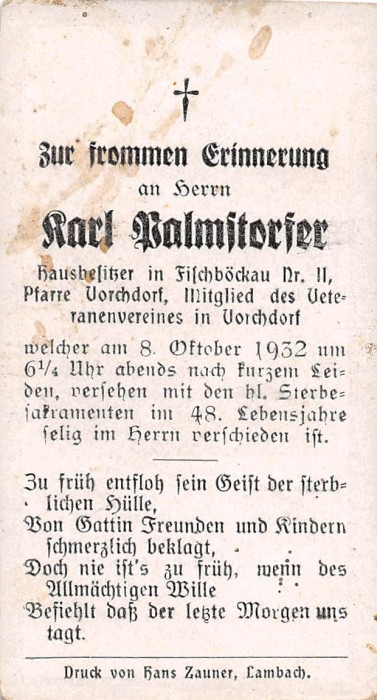 Zur frommen Erinnerung
an Herrn
Karl Palmstorfer
Hausbesitzer in Fischböckau Nr. 11,
Pfarre Vorchdorf, Mitglied des Vete-
ranenvereines in Vorchdorf
welcher am 8. Oktober 1932 um
6¼ Uhr abends nach kurzem Lei-
den, versehen mit den hl. Sterbe-
sakramenten im 48. Lebensjahre
selig im Herrn verschieden ist.
Zu früh entfloh sein Geist der sterb-
lichen Hülle,
Von Gattin Freunden und Kindern
schmerzlich beklagt,
Doch nie ist's zu früh, wenn des
Allmächtigen Wille
Befiehlt daß der letzte Morgen uns
tagt.
Druck von Hans Zauner, Lambach.